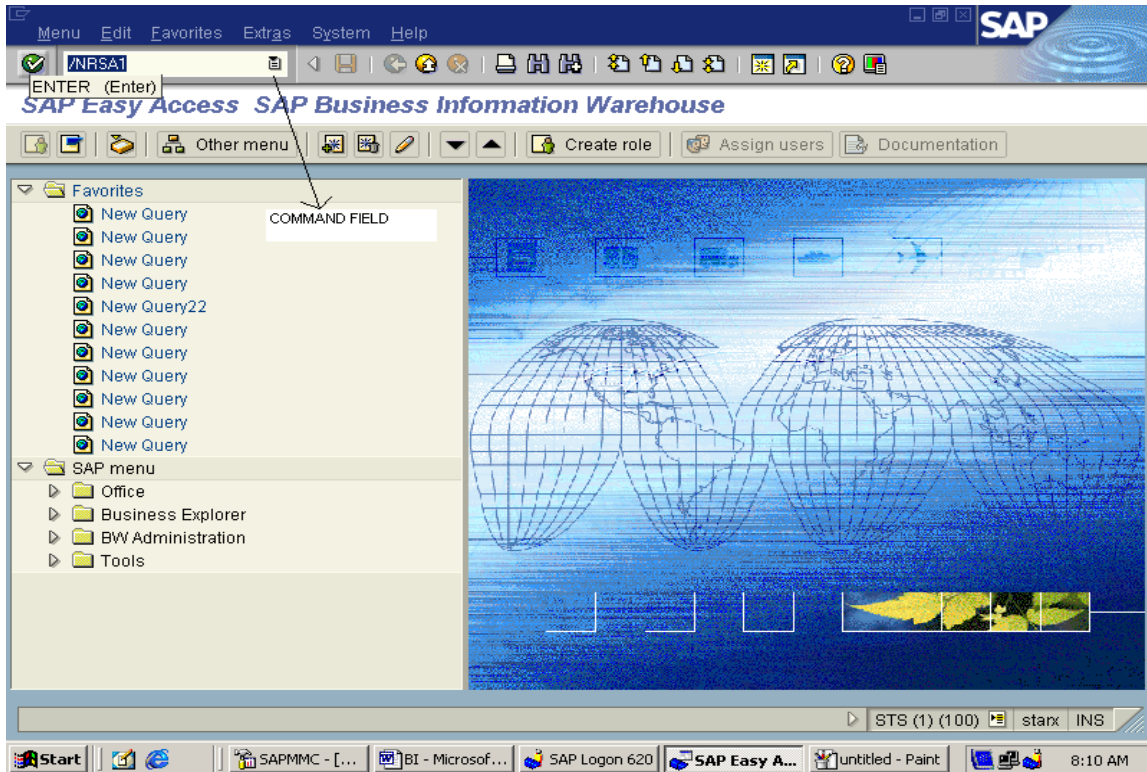 Menu Edit Favorites Extras System Help
SAP
/NRSA1
ENTER (Enter)
SAP Easy Access SAP Business Information Warehouse
Other menu Create role Assign users Documentation
Favorites
New Query
COMMAND FIELD
New Query
New Query
New Query
New Query22
New Query
New Query
New Query
New Query
New Query
New Query
SAP menu
Office
Business Explorer
BW Administration
Tools
STS (1) (100) starx INS
Start SAPMMC - [... BI - Microsof... SAP Logon 620 SAP Easy A... untitled - Paint 8:10 AM